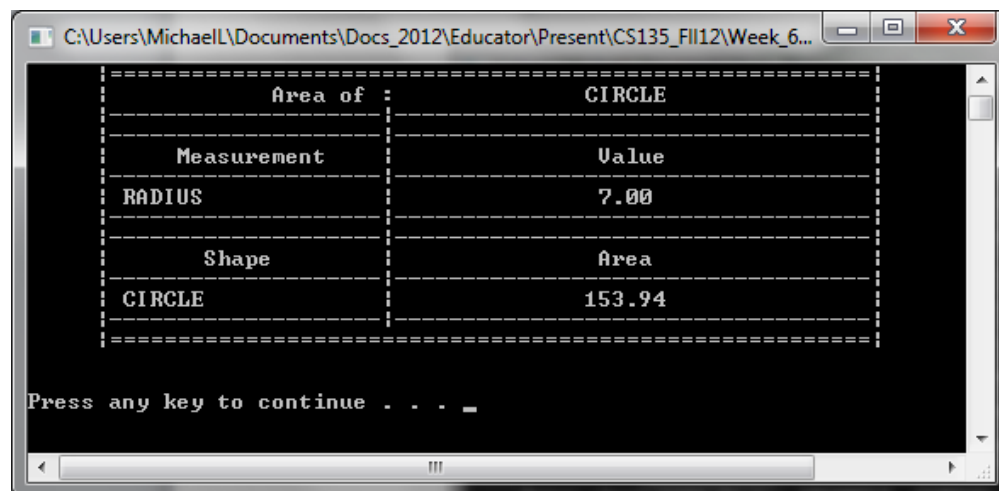 C:\Users\MichaelL\Documents\Docs_2012\Educator\Present\CS135_Fll12\Week_6...
Area of : CIRCLE
Measurement Value
RADIUS 7.00
Shape Area
CIRCLE 153.94
Press any key to continue . . . _